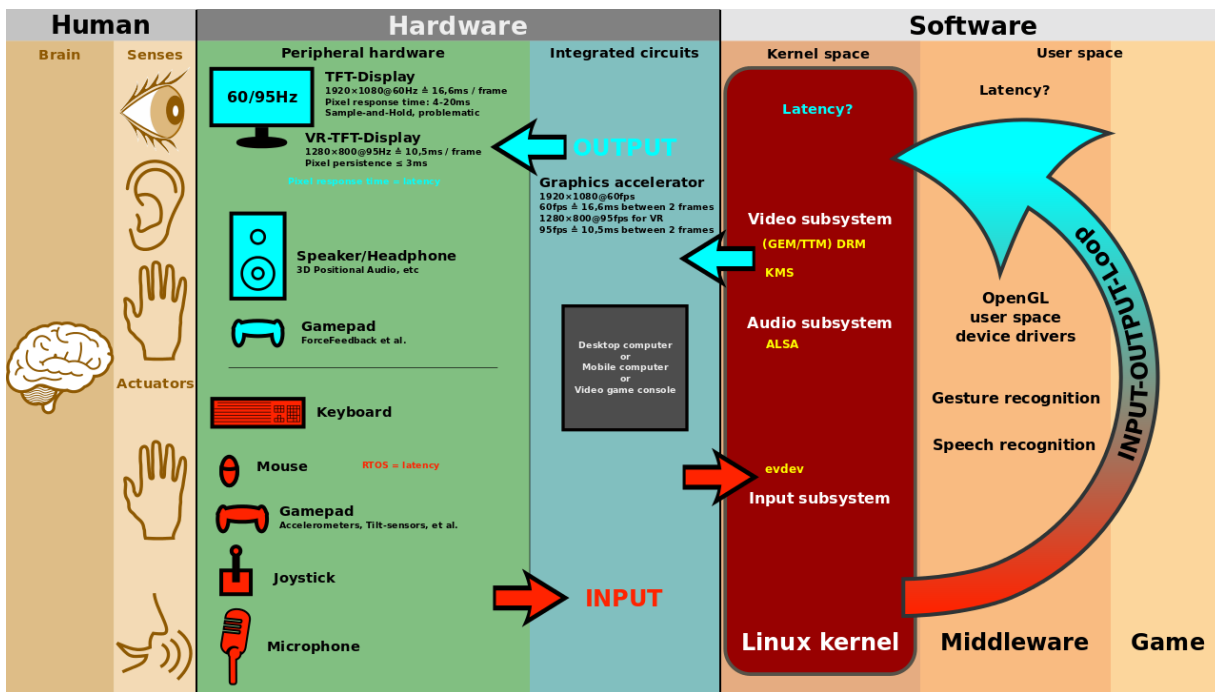 Human
Hardware
Software
Brain
Senses
Peripheral hardware
Integrated circuits
Kernel space
User space
60/95Hz
TFT-Display
1920×1080@60Hz ≙ 16,6ms / frame
Pixel response time: 4-20ms
Sample-and-Hold, problematic
VR-TFT-Display
1280×800@95Hz ≙ 10,5ms / frame
Pixel persistence ≤ 3ms
Pixel response time = latency
OUTPUT
Graphics accelerator
1920×1080@60fps
60fps ≙ 16,6ms between 2 frames
1280×800@95fps for VR
95fps ≙ 10,5ms between 2 frames
Latency?
Latency?
Video subsystem
(GEM/TTM) DRM
KMS
Speaker/Headphone
3D Positional Audio, etc
Gamepad
ForceFeedback et al.
Desktop computer
or
Mobile computer
or
Video game console
Audio subsystem
ALSA
OpenGL
user space
device drivers
INPUT-OUTPUT-Loop
Actuators
Keyboard
Gesture recognition
Speech recognition
Mouse
RTOS = latency
evdev
Input subsystem
Gamepad
Accelerometers, Tilt-sensors, et al.
Joystick
INPUT
Microphone
Linux kernel
Middleware
Game